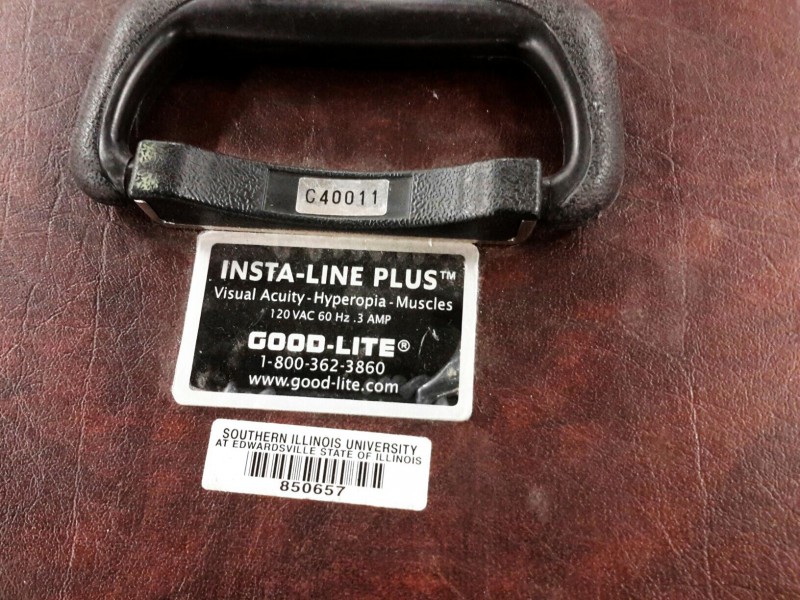 C40011
INSTA-LINE PLUS™
Visual Acuity - Hyperopia - Muscles
120 VAC 60 Hz .3 AMP
GOOD-LITE®
1-800-362-3860
www.good-lite.com
SOUTHERN ILLINOIS UNIVERSITY
AT EDWARDSVILLE STATE OF ILLINOIS
850657